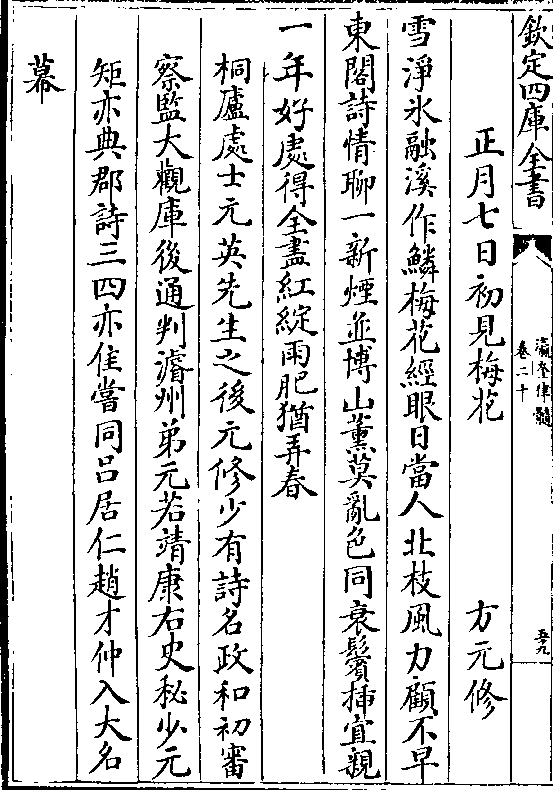 欽定四庫全書
瀛奎律髓
卷二十
五九
正月七日初見梅花　方元修
雪淨氷融溪作鱗梅花經眼日當人北枝風力顧不早
東閣詩情聊一新煙並博山薰莫亂色同衰鬢揷宜親
一年好處得全盡紅綻雨肥猶弄春
桐廬處士元英先生之後元修少有詩名政和初審
察監大觀庫後通判濬州弟元若靖康右史秘少元
矩亦典郡詩三四亦佳當同吕居仁趙才仲入大名
幕